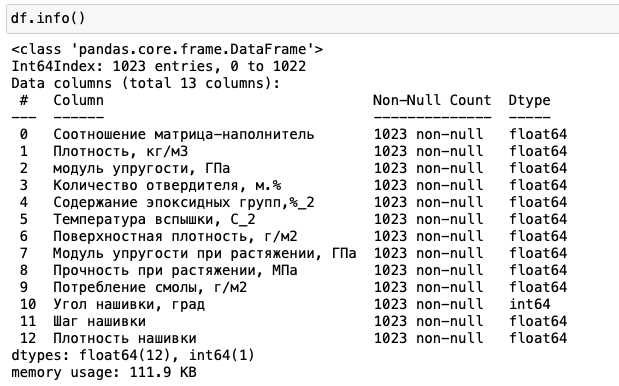 df.info()
<class 'pandas.core.frame.DataFrame'>
Int64Index: 1023 entries, 0 to 1022
Data columns (total 13 columns):
 #   Column                                Non-Null Count  Dtype
---  ------                                --------------  -----
 0   Соотношение матрица-наполнитель       1023 non-null   float64
 1   Плотность, кг/м3                      1023 non-null   float64
 2   модуль упругости, ГПа                 1023 non-null   float64
 3   Количество отвердителя, м.%           1023 non-null   float64
 4   Содержание эпоксидных групп,%_2       1023 non-null   float64
 5   Температура вспышки, С_2              1023 non-null   float64
 6   Поверхностная плотность, г/м2         1023 non-null   float64
 7   Модуль упругости при растяжении, ГПа  1023 non-null   float64
 8   Прочность при растяжении, МПа         1023 non-null   float64
 9   Потребление смолы, г/м2               1023 non-null   float64
 10  Угол нашивки, град                    1023 non-null   int64
 11  Шаг нашивки                           1023 non-null   float64
 12  Плотность нашивки                     1023 non-null   float64
dtypes: float64(12), int64(1)
memory usage: 111.9 KB